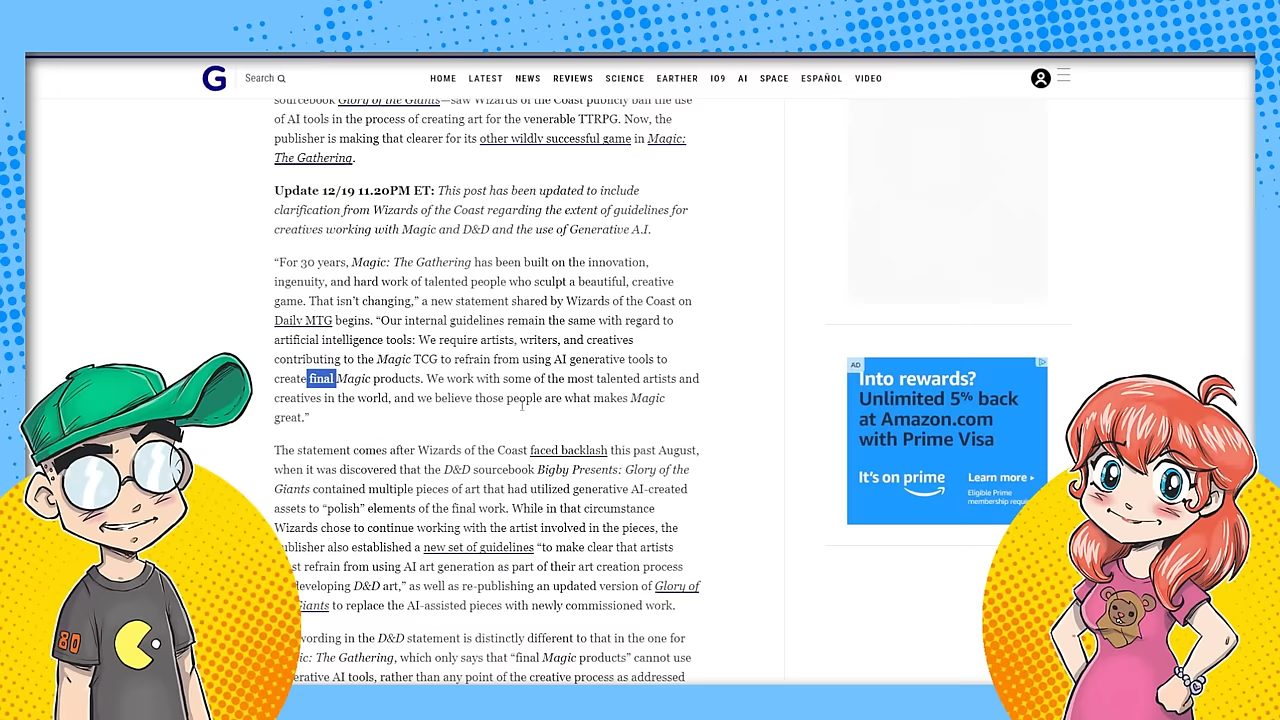 G
Search
HOME LATEST NEWS REVIEWS SCIENCE EARTHER IO9 AI SPACE ESPAÑOL VIDEO
sourcebook Glory of the Giants—saw Wizards of the Coast publicly ban the use
of AI tools in the process of creating art for the venerable TTRPG. Now, the
publisher is making that clearer for its other wildly successful game in Magic:
The Gathering.
Update 12/19 11.20PM ET: This post has been updated to include
clarification from Wizards of the Coast regarding the extent of guidelines for
creatives working with Magic and D&D and the use of Generative A.I.
“For 30 years, Magic: The Gathering has been built on the innovation,
ingenuity, and hard work of talented people who sculpt a beautiful, creative
game. That isn’t changing,” a new statement shared by Wizards of the Coast on
Daily MTG begins. “Our internal guidelines remain the same with regard to
artificial intelligence tools: We require artists, writers, and creatives
contributing to the Magic TCG to refrain from using AI generative tools to
create final Magic products. We work with some of the most talented artists and
creatives in the world, and we believe those people are what makes Magic
great.”
The statement comes after Wizards of the Coast faced backlash this past August,
when it was discovered that the D&D sourcebook Bigby Presents: Glory of the
Giants contained multiple pieces of art that had utilized generative AI-created
assets to “polish” elements of the final work. While in that circumstance
Wizards chose to continue working with the artist involved in the pieces, the
ublisher also established a new set of guidelines “to make clear that artists
st refrain from using AI art generation as part of their art creation process
developing D&D art,” as well as re-publishing an updated version of Glory of
iants to replace the AI-assisted pieces with newly commissioned work.
wording in the D&D statement is distinctly different to that in the one for
ic: The Gathering, which only says that “final Magic products” cannot use
erative AI tools, rather than any point of the creative process as addressed
AD
Into rewards?
Unlimited 5% back
at Amazon.com
with Prime Visa
It's on prime
Learn more
Eligible Prime
membership requi
80